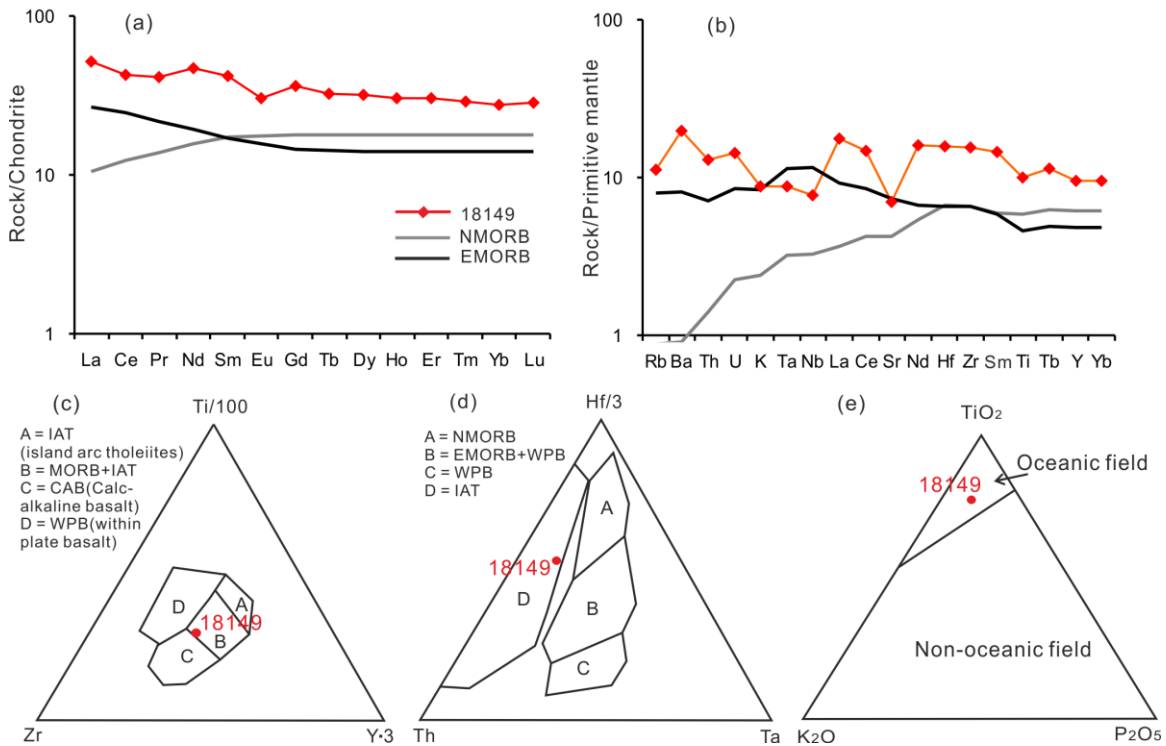 (a)
100
10
1
Rock/Chondrite
18149
NMORB
EMORB
La Ce Pr Nd Sm Eu Gd Tb Dy Ho Er Tm Yb Lu
(b)
100
10
1
Rock/Primitive mantle
Rb Ba Th U K Ta Nb La Ce Sr Nd Hf Zr Sm Ti Tb Y Yb
(c)
Ti/100
A = IAT
(island arc tholeiites)
B = MORB+IAT
C = CAB(Calc-
alkaline basalt)
D = WPB(within
plate basalt)
D
A
18149
B
C
Zr
Y·3
(d)
Hf/3
A = NMORB
B = EMORB+WPB
C = WPB
D = IAT
A
18149
D
B
C
Th
Ta
(e)
TiO₂
Oceanic field
18149
Non-oceanic field
K₂O
P₂O₅